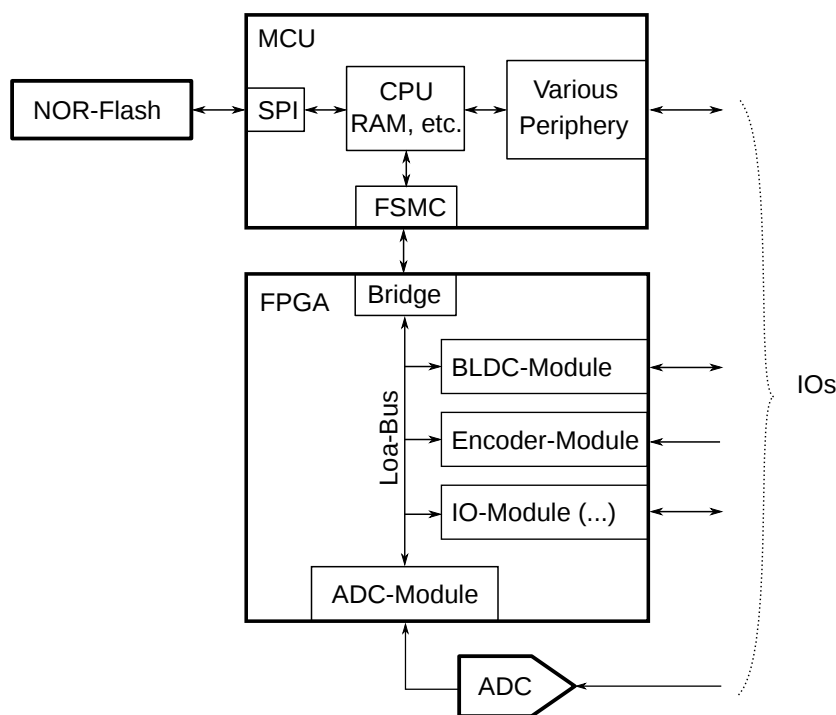 MCU
NOR-Flash
SPI
CPU
RAM, etc.
Various
Periphery
FSMC
FPGA
Bridge
BLDC-Module
IOs
Loa-Bus
Encoder-Module
IO-Module (...)
ADC-Module
ADC